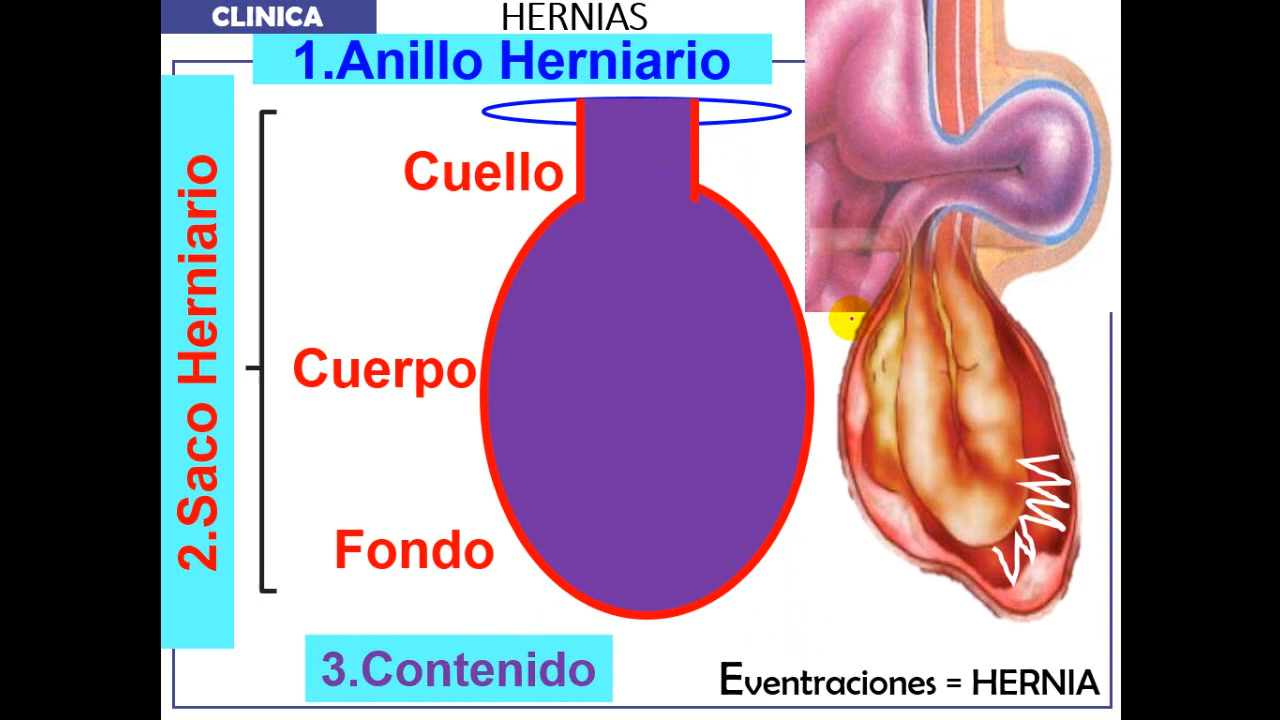 CLINICA
HERNIAS
1.Anillo Herniario
2.Saco Herniario
Cuello
Cuerpo
Fondo
3.Contenido
Eventraciones = HERNIA